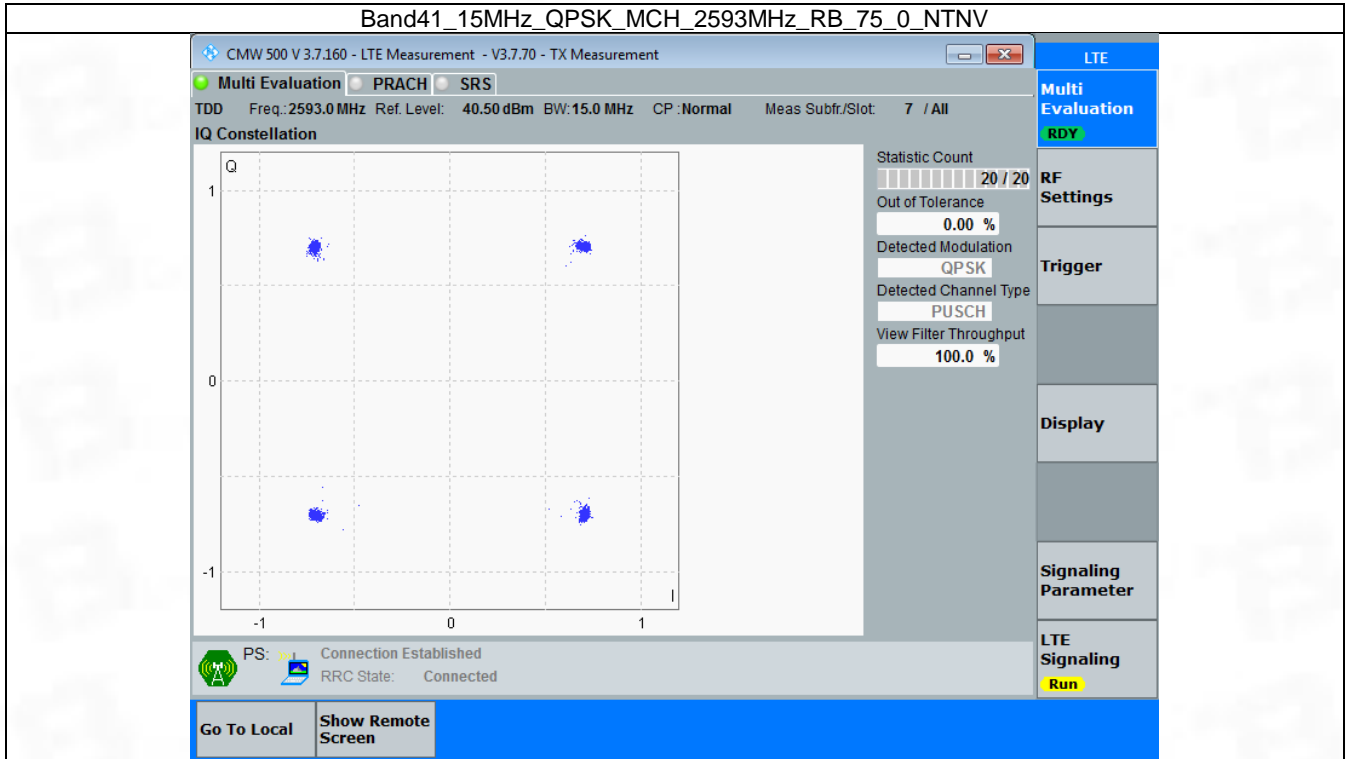 Band41_15MHz_QPSK_MCH_2593MHz_RB_75_0_NTNV
CMW 500 V 3.7.160 - LTE Measurement - V3.7.70 - TX Measurement
LTE
Multi Evaluation PRACH SRS
TDD Freq.:2593.0 MHz Ref. Level: 40.50 dBm BW:15.0 MHz CP :Normal Meas Subfr./Slot: 7 / All
IQ Constellation
Q
1
0
-1
I
-1 0 1
Statistic Count
20 / 20
Out of Tolerance
0.00 %
Detected Modulation
QPSK
Detected Channel Type
PUSCH
View Filter Throughput
100.0 %
Multi
Evaluation
RDY
RF
Settings
Trigger
Display
Signaling
Parameter
LTE
Signaling
Run
PS: Connection Established
RRC State: Connected
Go To Local
Show Remote
Screen